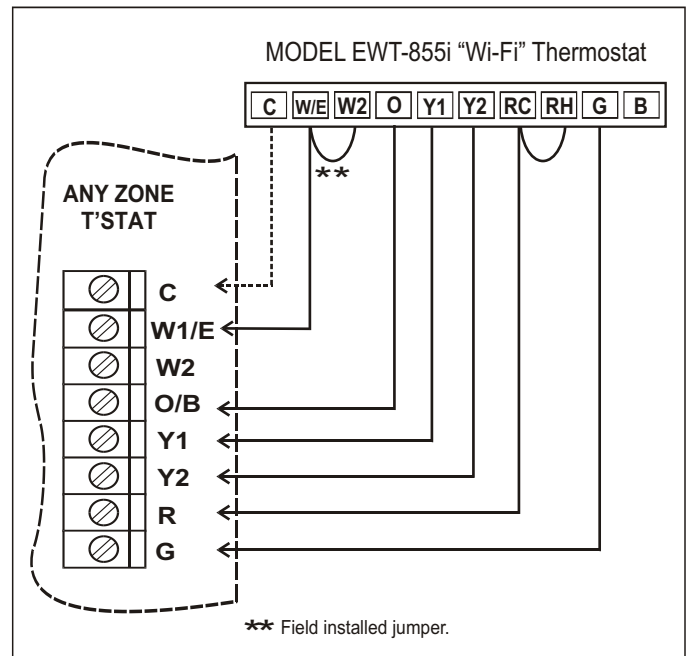 MODEL EWT-855i “Wi-Fi” Thermostat
C W/E W2 O Y1 Y2 RC RH G B
**
ANY ZONE
T’STAT
C
W1/E
W2
O/B
Y1
Y2
R
G
** Field installed jumper.